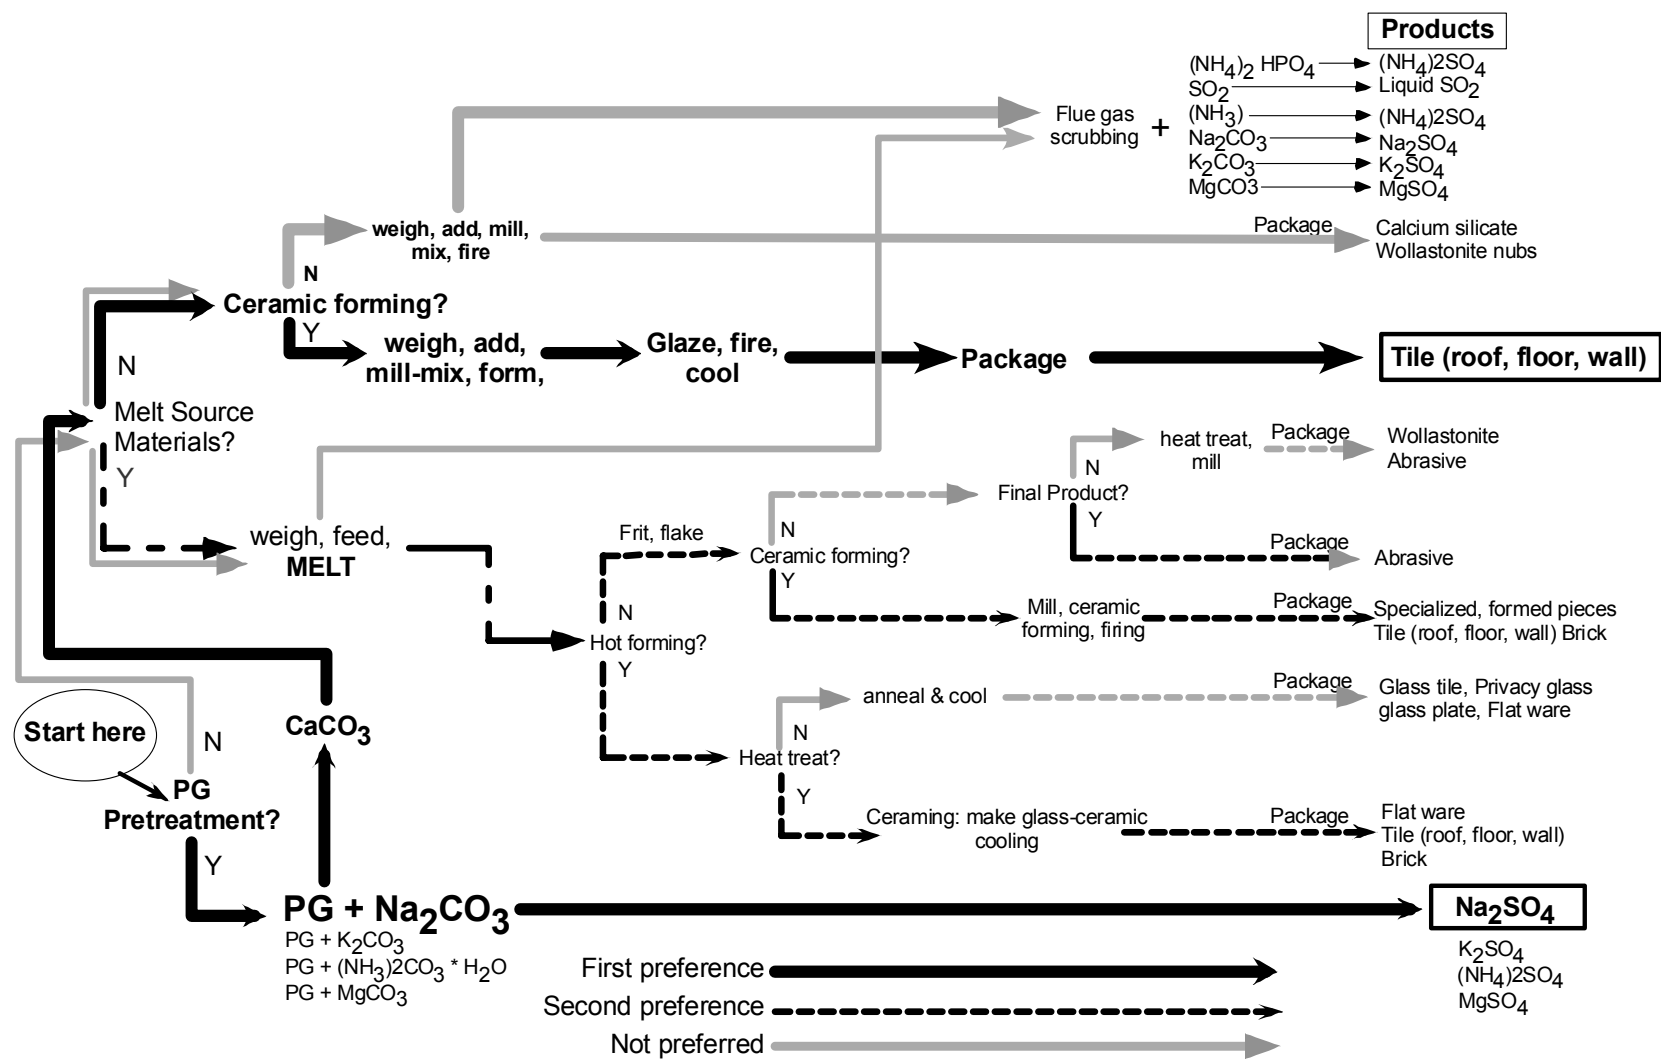 Products
(NH4)2 HPO4
(NH4)2SO4
SO2
Liquid SO2
(NH3)
(NH4)2SO4
Na2CO3
Na2SO4
K2CO3
K2SO4
MgCO3
MgSO4
Flue gas
scrubbing
+
weigh, add, mill,
mix, fire
Package
Calcium silicate
Wollastonite nubs
N
Ceramic forming?
Y
weigh, add,
mill-mix, form,
Glaze, fire,
cool
Package
Tile (roof, floor, wall)
N
Melt Source
Materials?
Y
weigh, feed,
MELT
heat treat,
mill
Package
Wollastonite
Abrasive
N
Final Product?
Y
Package
Abrasive
Frit, flake
N
Ceramic forming?
Y
Mill, ceramic
forming, firing
Package
Specialized, formed pieces
Tile (roof, floor, wall) Brick
N
Hot forming?
Y
anneal & cool
Package
Glass tile, Privacy glass
glass plate, Flat ware
N
Heat treat?
Y
Ceraming: make glass-ceramic
cooling
Package
Flat ware
Tile (roof, floor, wall)
Brick
CaCO3
Start here
N
PG
Pretreatment?
Y
PG + Na2CO3
PG + K2CO3
PG + (NH3)2CO3 * H2O
PG + MgCO3
Na2SO4
K2SO4
(NH4)2SO4
MgSO4
First preference
Second preference
Not preferred